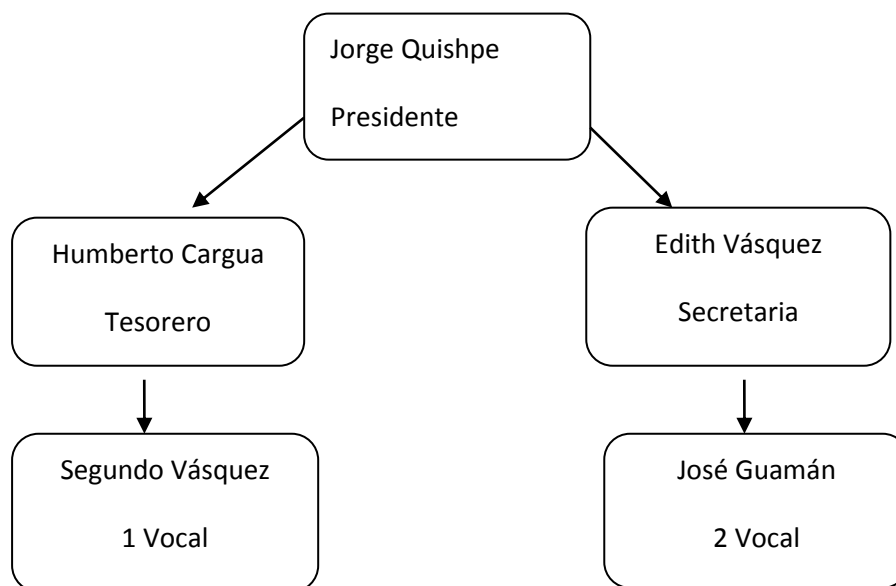 Jorge Quishpe
Presidente
Humberto Cargua
Tesorero
Edith Vásquez
Secretaria
Segundo Vásquez
1 Vocal
José Guamán
2 Vocal